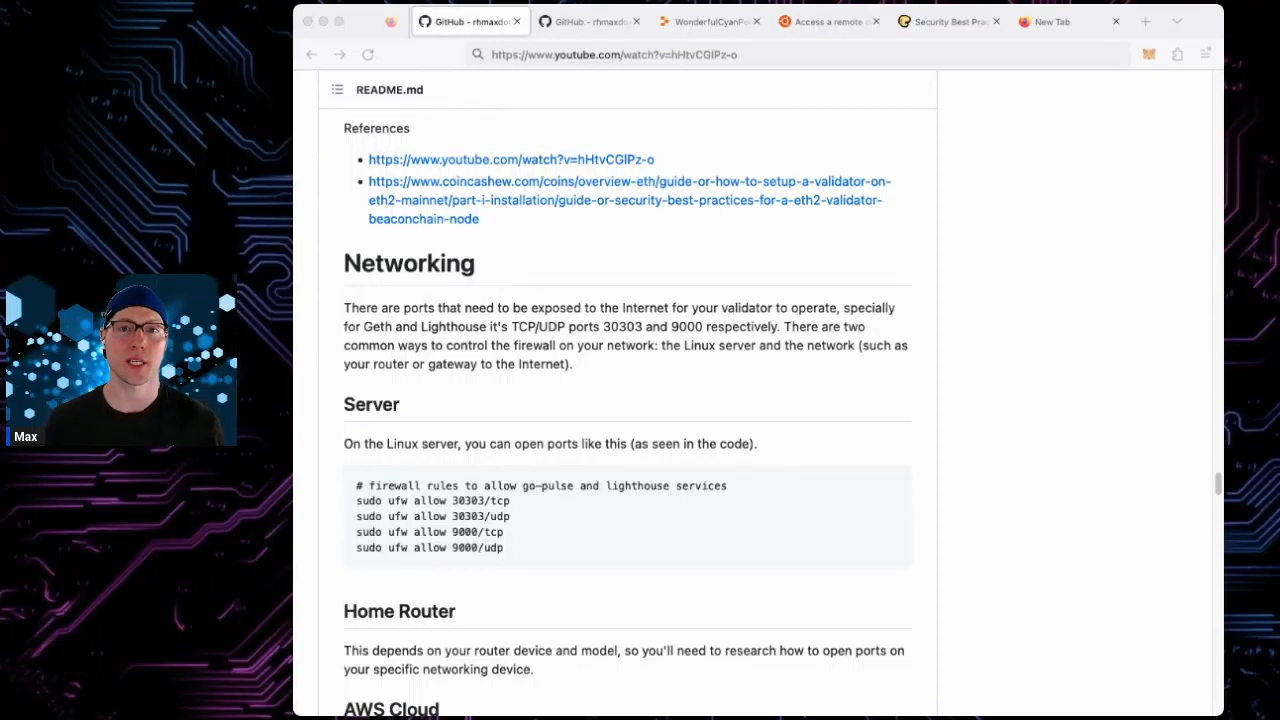 GitHub - rhmaxdo
GitHub - rhmaxdo
WonderfulCyanPo
Access a remote
Security Best Pra
New Tab
https://www.youtube.com/watch?v=hHtvCGlPz-o
README.md
References
https://www.youtube.com/watch?v=hHtvCGlPz-o
https://www.coincashew.com/coins/overview-eth/guide-or-how-to-setup-a-validator-on-
eth2-mainnet/part-i-installation/guide-or-security-best-practices-for-a-eth2-validator-
beaconchain-node
Networking
There are ports that need to be exposed to the Internet for your validator to operate, specially
for Geth and Lighthouse it's TCP/UDP ports 30303 and 9000 respectively. There are two
common ways to control the firewall on your network: the Linux server and the network (such as
your router or gateway to the Internet).
Server
On the Linux server, you can open ports like this (as seen in the code).
# firewall rules to allow go-pulse and lighthouse services
sudo ufw allow 30303/tcp
sudo ufw allow 30303/udp
sudo ufw allow 9000/tcp
sudo ufw allow 9000/udp
Home Router
This depends on your router device and model, so you'll need to research how to open ports on
your specific networking device.
AWS Cloud
Max